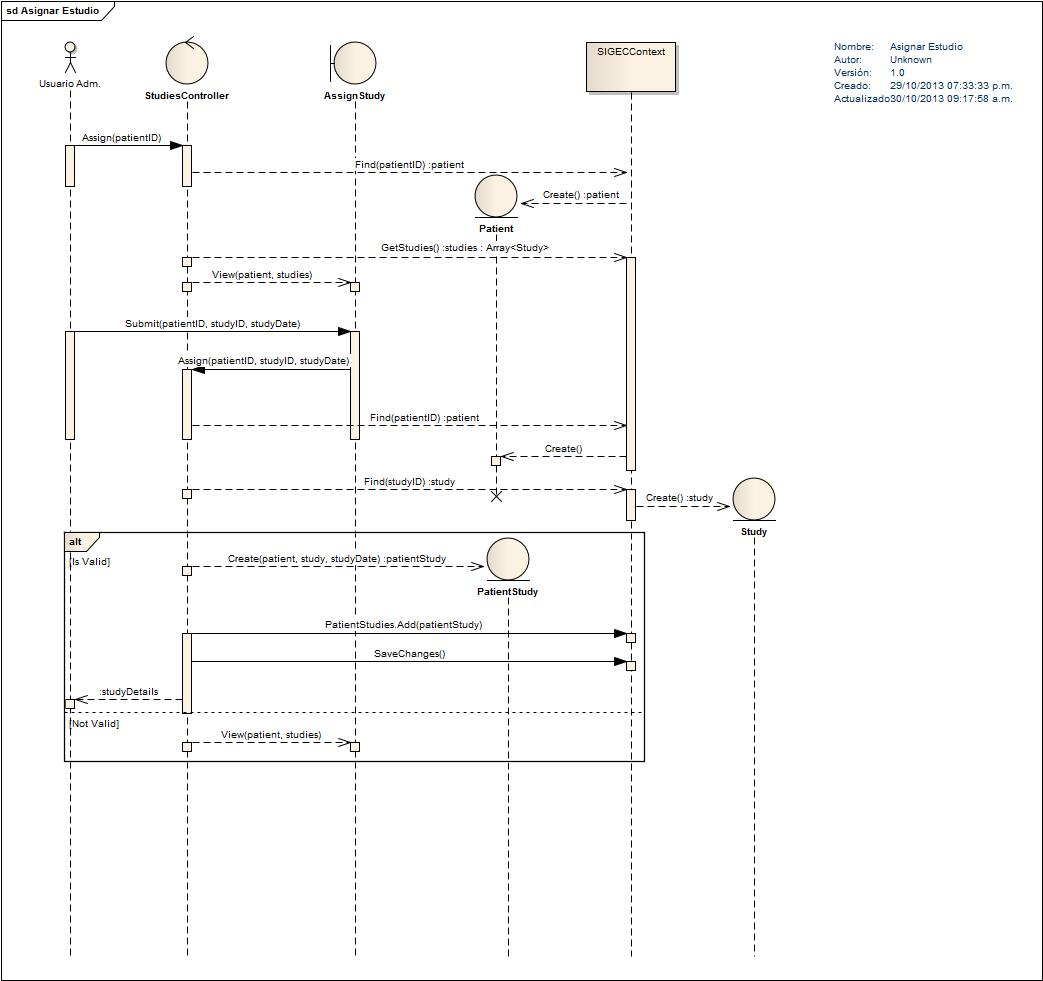 sd Asignar Estudio
Usuario Adm.
StudiesController
AssignStudy
SIGECContext
Nombre: Asignar Estudio
Autor: Unknown
Versión: 1.0
Creado: 29/10/2013 07:33:33 p.m.
Actualizado30/10/2013 09:17:58 a.m.
Assign(patientID)
Find(patientID) :patient
Create() :patient
Patient
GetStudies() :studies : Array<Study>
View(patient, studies)
Submit(patientID, studyID, studyDate)
Assign(patientID, studyID, studyDate)
Find(patientID) :patient
Create()
Find(studyID) :study
Create() :study
Study
alt
[Is Valid]
Create(patient, study, studyDate) :patientStudy
PatientStudy
PatientStudies.Add(patientStudy)
SaveChanges()
:studyDetails
[Not Valid]
View(patient, studies)